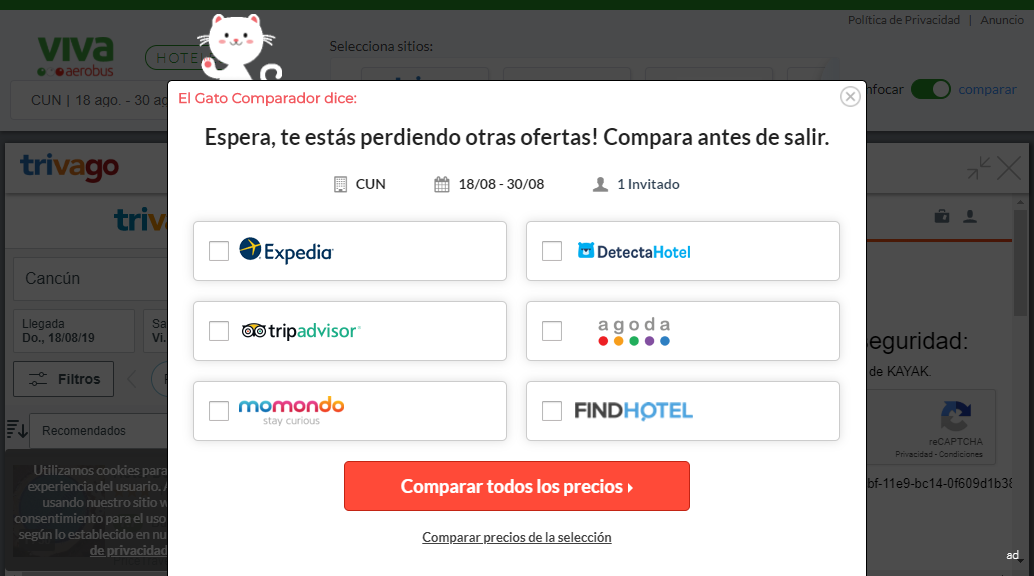 Política de Privacidad | Anuncio
viva
aerobus
HOTEL
Selecciona sitios:
CUN | 18 ago. - 30 ag
nfocar
comparar
El Gato Comparador dice:
Espera, te estás perdiendo otras ofertas! Compara antes de salir.
trivago
CUN
18/08 - 30/08
1 Invitado
triv
Expedia
DetectaHotel
Cancún
Llegada
Do., 18/08/19
Sa
Vi.
tripadvisor
agoda
eguridad:
de KAYAK.
Filtros
momondo
stay curious
FINDHOTEL
Recomendados
reCAPTCHA
Privacidad - Condiciones
Comparar todos los precios
Utilizamos cookies para
experiencia del usuario. A
usando nuestro sitio w
consentimiento para el uso
según lo establecido en nu
de privacidad
bf-11e9-bc14-0f609d1b38
Comparar precios de la selección
ad